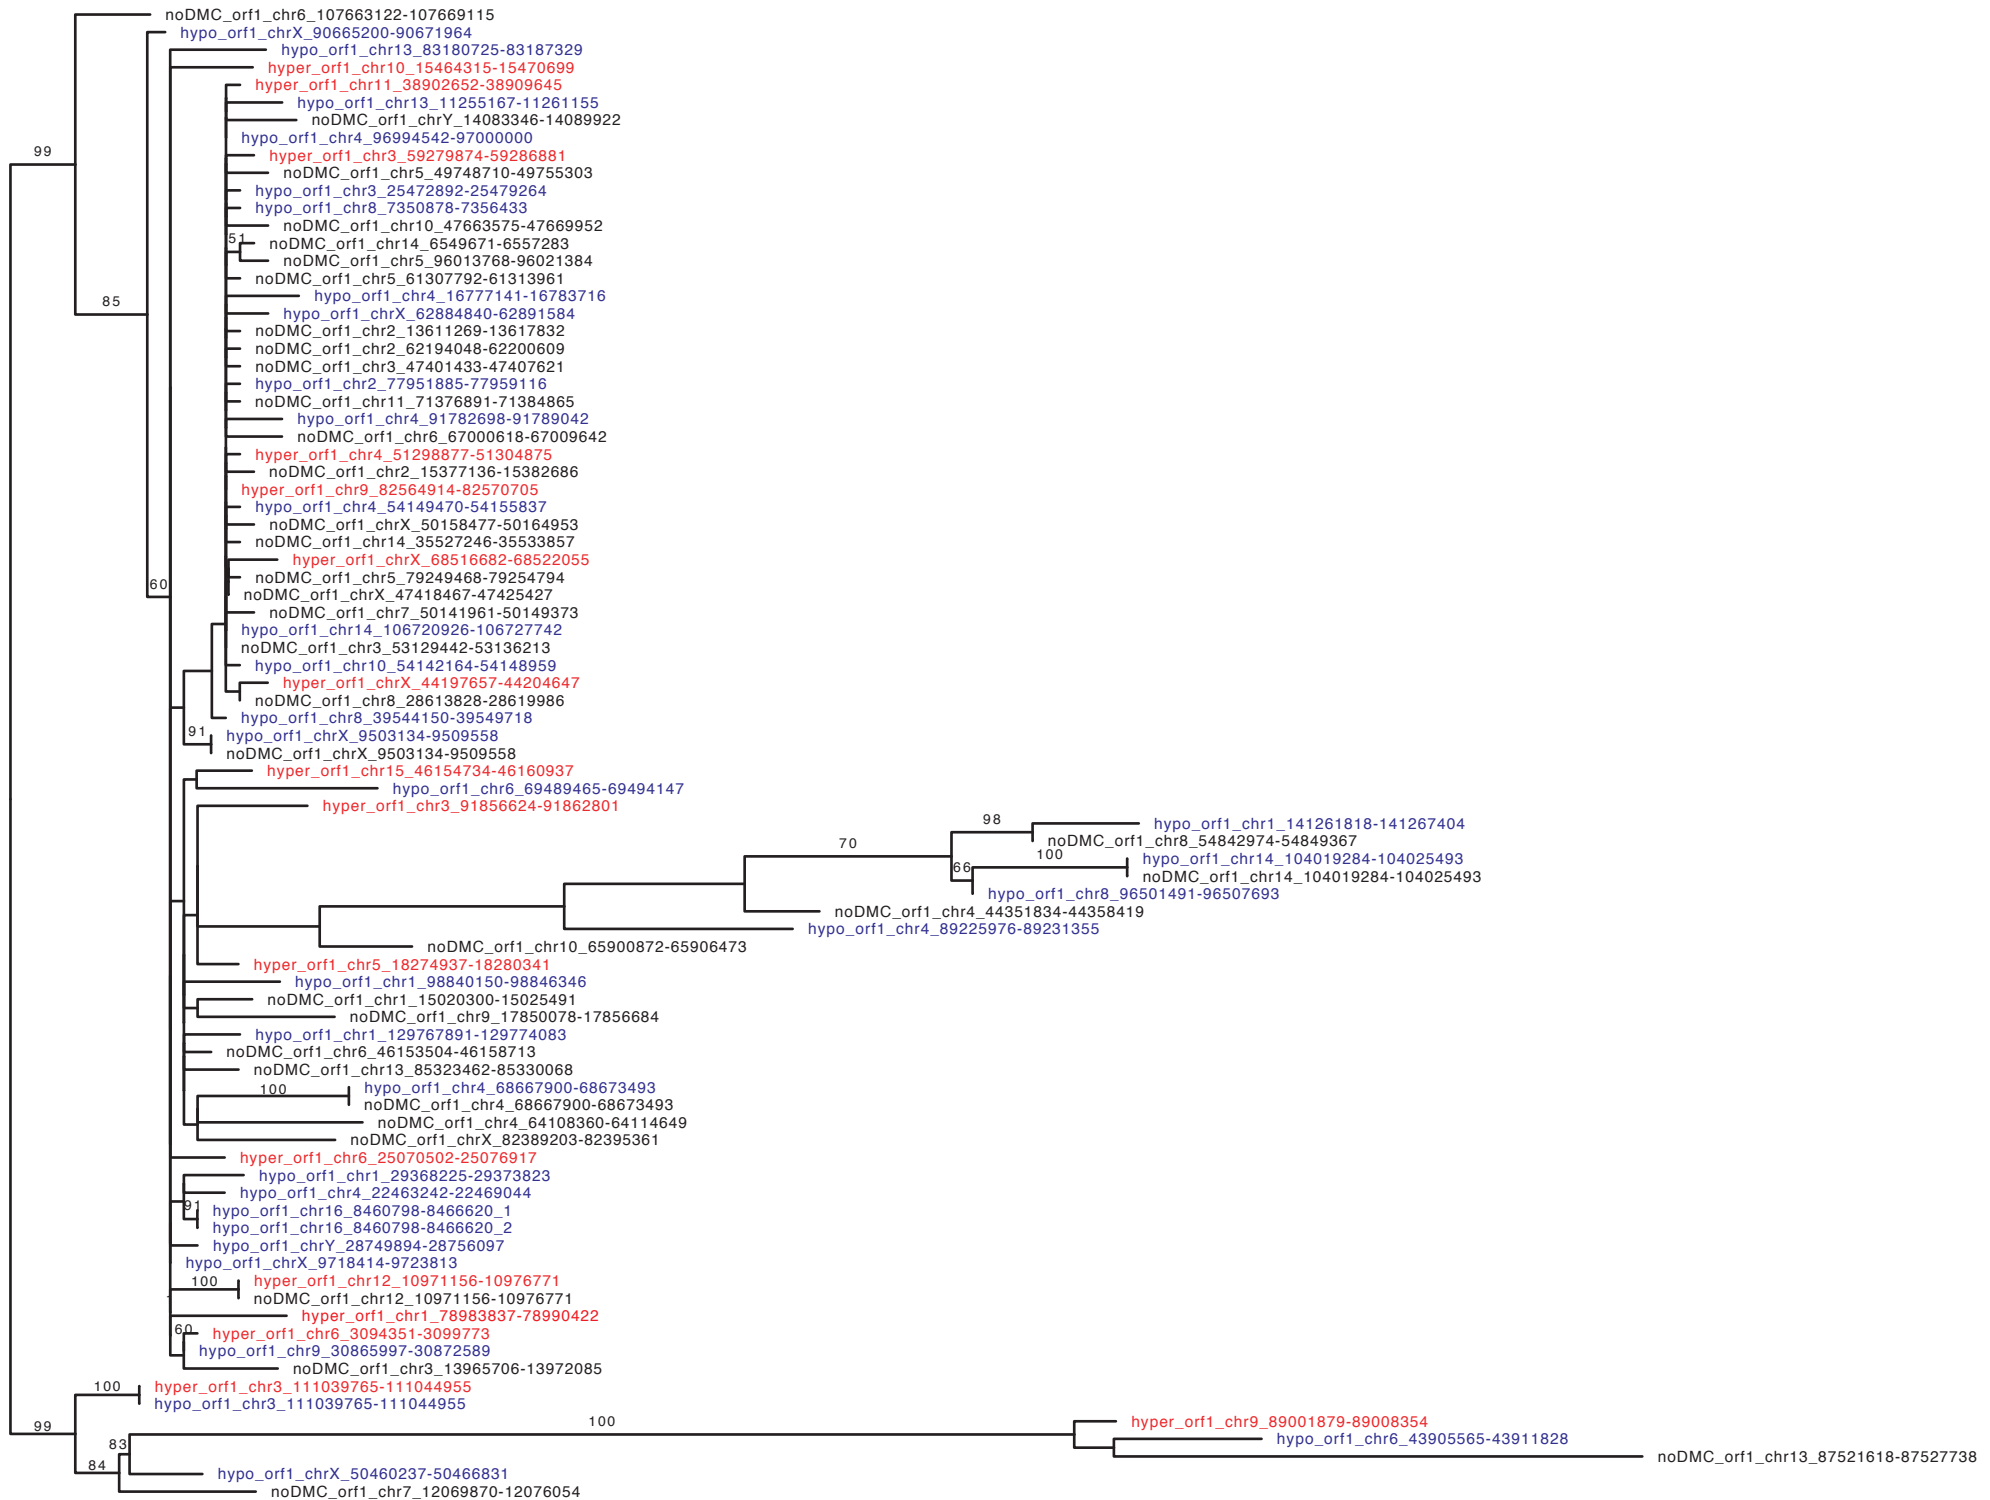 noDMC_orf1_chr6_107663122-107669115
hypo_orf1_chrX_90665200-90671964
hypo_orf1_chr13_83180725-83187329
hyper_orf1_chr10_15464315-15470699
hyper_orf1_chr11_38902652-38909645
hypo_orf1_chr13_11255167-11261155
noDMC_orf1_chrY_14083346-14089922
hypo_orf1_chr4_96994542-97000000
99
hyper_orf1_chr3_59279874-59286881
noDMC_orf1_chr5_49748710-49755303
hypo_orf1_chr3_25472892-25479264
hypo_orf1_chr8_7350878-7356433
noDMC_orf1_chr10_47663575-47669952
51
noDMC_orf1_chr14_6549671-6557283
noDMC_orf1_chr5_96013768-96021384
noDMC_orf1_chr5_61307792-61313961
hypo_orf1_chr4_16777141-16783716
85
hypo_orf1_chrX_62884840-62891584
noDMC_orf1_chr2_13611269-13617832
noDMC_orf1_chr2_62194048-62200609
noDMC_orf1_chr3_47401433-47407621
hypo_orf1_chr2_77951885-77959116
noDMC_orf1_chr11_71376891-71384865
hypo_orf1_chr4_91782698-91789042
noDMC_orf1_chr6_67000618-67009642
hyper_orf1_chr4_51298877-51304875
noDMC_orf1_chr2_15377136-15382686
hyper_orf1_chr9_82564914-82570705
hypo_orf1_chr4_54149470-54155837
noDMC_orf1_chrX_50158477-50164953
noDMC_orf1_chr14_35527246-35533857
hyper_orf1_chrX_68516682-68522055
noDMC_orf1_chr5_79249468-79254794
60
noDMC_orf1_chrX_47418467-47425427
noDMC_orf1_chr7_50141961-50149373
hypo_orf1_chr14_106720926-106727742
noDMC_orf1_chr3_53129442-53136213
hypo_orf1_chr10_54142164-54148959
hyper_orf1_chrX_44197657-44204647
noDMC_orf1_chr8_28613828-28619986
hypo_orf1_chr8_39544150-39549718
91
hypo_orf1_chrX_9503134-9509558
noDMC_orf1_chrX_9503134-9509558
hyper_orf1_chr15_46154734-46160937
hypo_orf1_chr6_69489465-69494147
hyper_orf1_chr3_91856624-91862801
98
hypo_orf1_chr1_141261818-141267404
70
noDMC_orf1_chr8_54842974-54849367
100
hypo_orf1_chr14_104019284-104025493
66
noDMC_orf1_chr14_104019284-104025493
hypo_orf1_chr8_96501491-96507693
noDMC_orf1_chr4_44351834-44358419
hypo_orf1_chr4_89225976-89231355
noDMC_orf1_chr10_65900872-65906473
hyper_orf1_chr5_18274937-18280341
hypo_orf1_chr1_98840150-98846346
noDMC_orf1_chr1_15020300-15025491
noDMC_orf1_chr9_17850078-17856684
hypo_orf1_chr1_129767891-129774083
noDMC_orf1_chr6_46153504-46158713
noDMC_orf1_chr13_85323462-85330068
100
hypo_orf1_chr4_68667900-68673493
noDMC_orf1_chr4_68667900-68673493
noDMC_orf1_chr4_64108360-64114649
noDMC_orf1_chrX_82389203-82395361
hyper_orf1_chr6_25070502-25076917
hypo_orf1_chr1_29368225-29373823
hypo_orf1_chr4_22463242-22469044
91
hypo_orf1_chr16_8460798-8466620_1
hypo_orf1_chr16_8460798-8466620_2
hypo_orf1_chrY_28749894-28756097
hypo_orf1_chrX_9718414-9723813
100
hyper_orf1_chr12_10971156-10976771
noDMC_orf1_chr12_10971156-10976771
hyper_orf1_chr1_78983837-78990422
60
hyper_orf1_chr6_3094351-3099773
hypo_orf1_chr9_30865997-30872589
noDMC_orf1_chr3_13965706-13972085
100
hyper_orf1_chr3_111039765-111044955
hypo_orf1_chr3_111039765-111044955
99
100
hyper_orf1_chr9_89001879-89008354
83
hypo_orf1_chr6_43905565-43911828
noDMC_orf1_chr13_87521618-87527738
84
hypo_orf1_chrX_50460237-50466831
noDMC_orf1_chr7_12069870-12076054